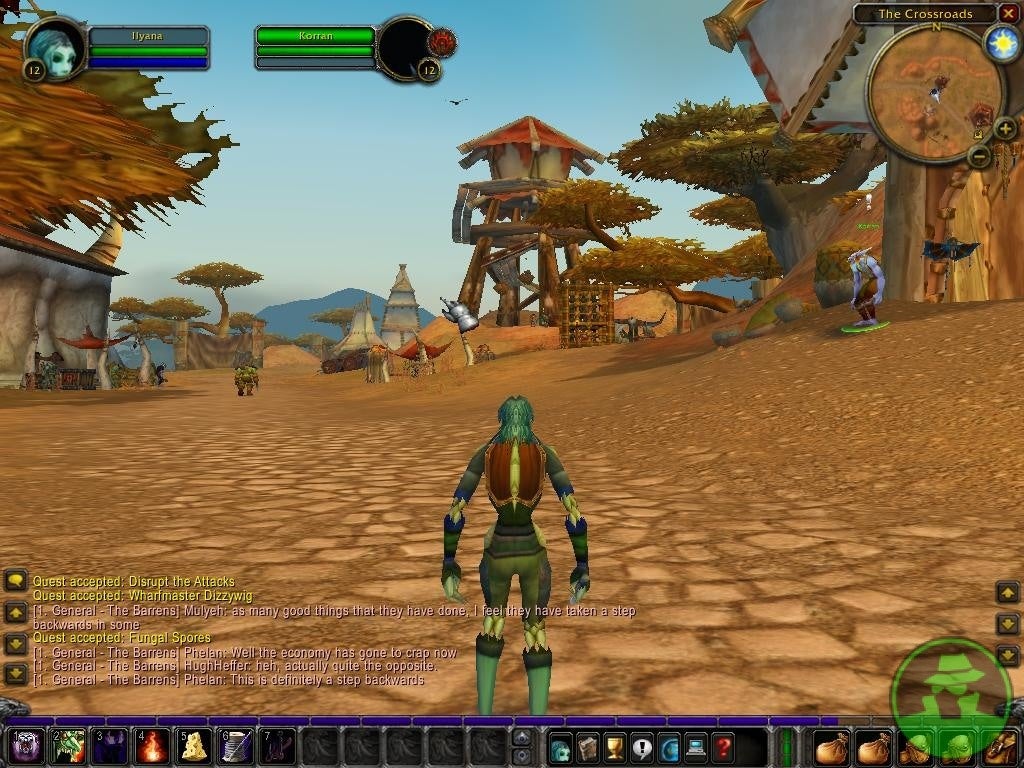 Ilyana
12
Korran
12
The Crossroads
N
Korran
Quest accepted: Disrupt the Attacks
Quest accepted: Wharfmaster Dizzywig
[1. General - The Barrens] Mulyeh: as many good things that they have done, I feel they have taken a step
backwards in some
Quest accepted: Fungal Spores
[1. General - The Barrens] Phelan: Well the economy has gone to crap now
[1. General - The Barrens] HughHeffer: heh, actually quite the opposite.
[1. General - The Barrens] Phelan: This is definitely a step backwards
1 2 3 4 5 6 7